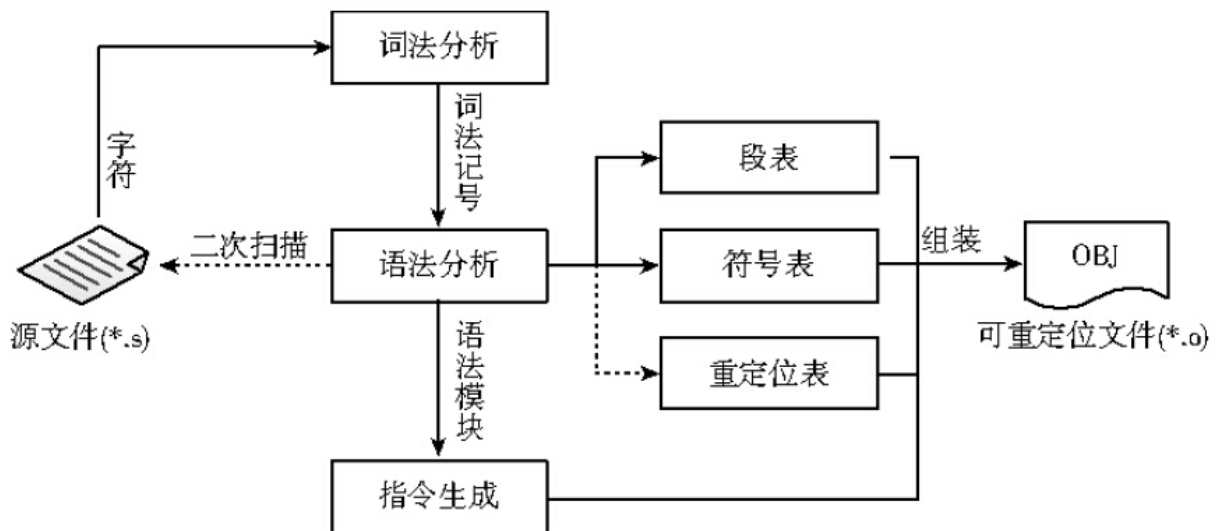 词法分析
字符
词法记号
段表
二次扫描
语法分析
符号表
组装
OBJ
源文件(*.s)
可重定位文件(*.o)
语法模块
重定位表
指令生成